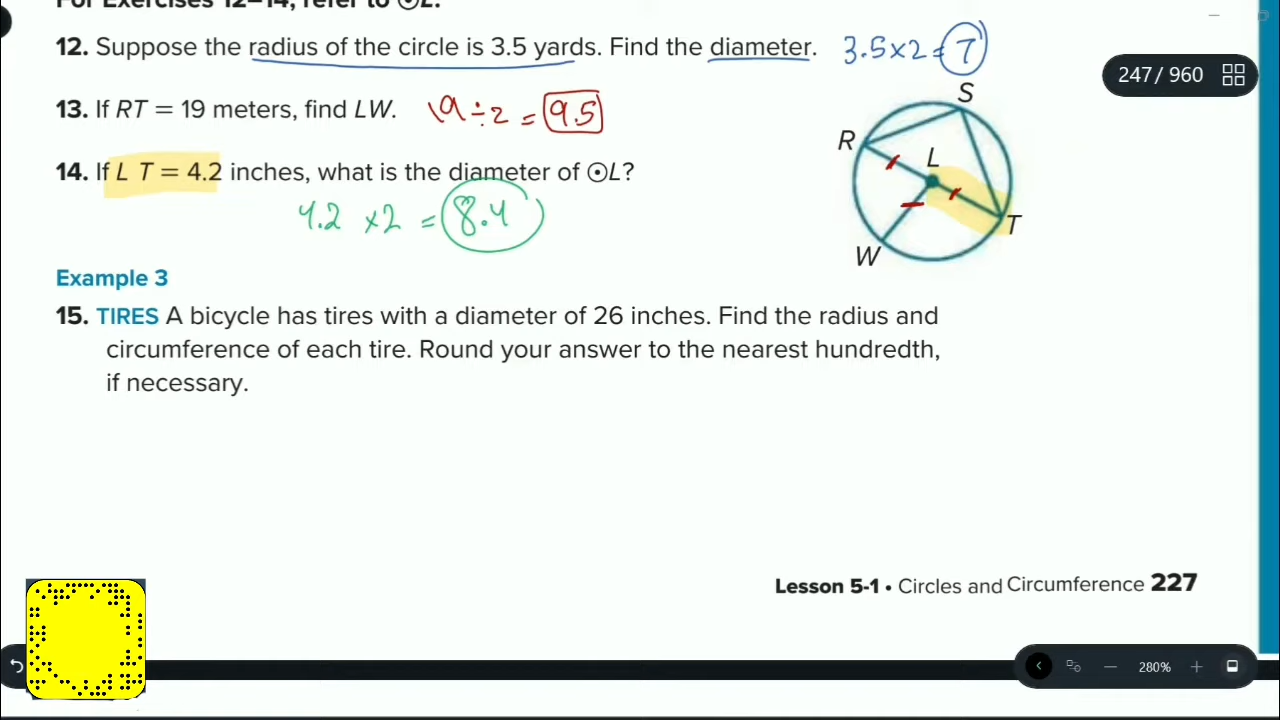 For Exercises 12–14, refer to ⊙L.
12. Suppose the radius of the circle is 3.5 yards. Find the diameter. 3.5×2=7
247/960
13. If RT = 19 meters, find LW. 19÷2=9.5
S
R
L
14. If L T = 4.2 inches, what is the diameter of ⊙L?
4.2 ×2 = 8.4
T
W
Example 3
15. TIRES A bicycle has tires with a diameter of 26 inches. Find the radius and
circumference of each tire. Round your answer to the nearest hundredth,
if necessary.
Lesson 5-1 • Circles and Circumference 227
280%